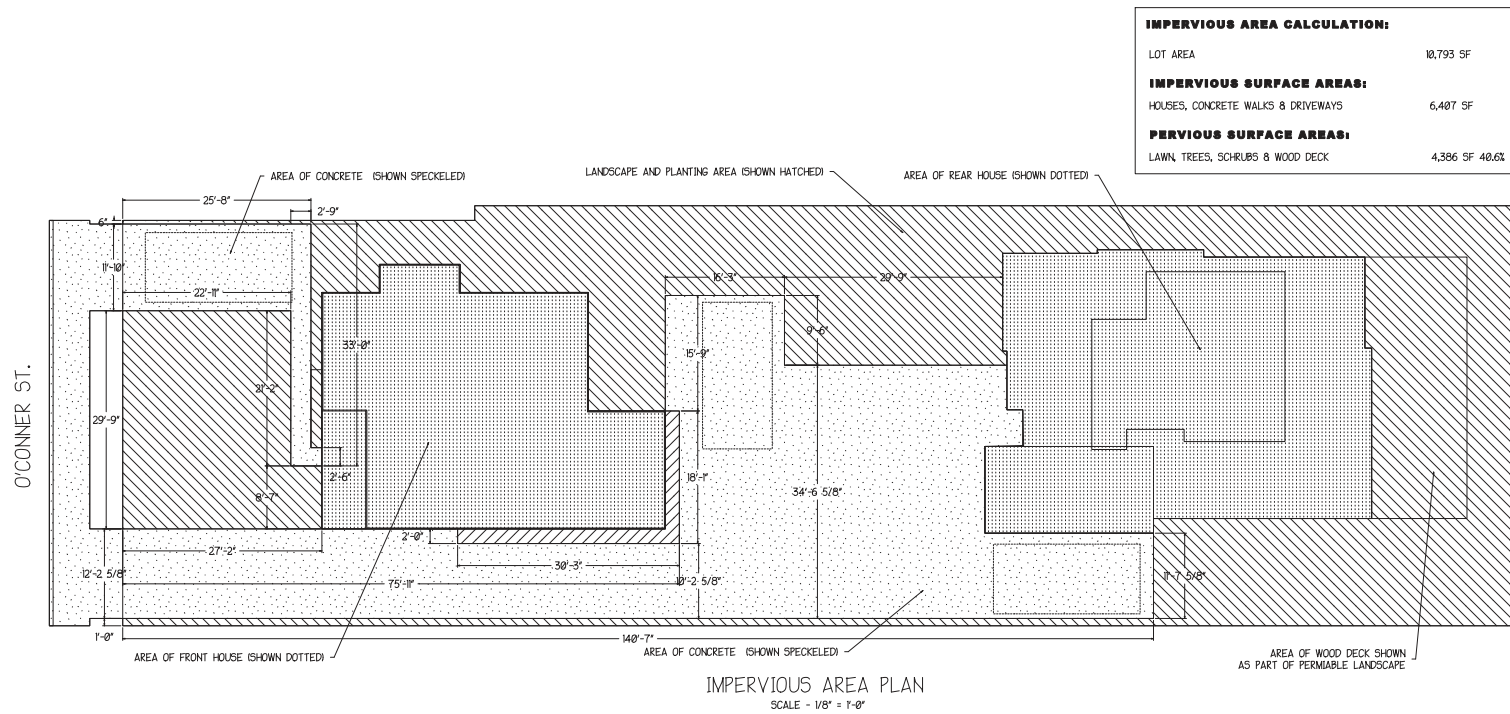 IMPERVIOUS AREA CALCULATION:
LOT AREA 10,793 SF
IMPERVIOUS SURFACE AREAS:
HOUSES, CONCRETE WALKS & DRIVEWAYS 6,407 SF
PERVIOUS SURFACE AREAS:
LAWN, TREES, SCHRUBS & WOOD DECK 4,386 SF 40.6%
AREA OF CONCRETE (SHOWN SPECKELED)
LANDSCAPE AND PLANTING AREA (SHOWN HATCHED)
AREA OF REAR HOUSE (SHOWN DOTTED)
25'-8"
2'-9"
6"
11'-10"
22'-11"
16'-3"
29'-9"
9'-6"
33'-0"
15'-9"
21'-2"
29'-9"
O'CONNER ST.
2'-6"
18'-1"
8'-7"
34'-6 5/8"
2'-0"
27'-2"
30'-3"
12'-2 5/8"
75'-11"
10'-2 5/8"
11'-7 5/8"
1'-0"
140'-7"
AREA OF FRONT HOUSE (SHOWN DOTTED)
AREA OF CONCRETE (SHOWN SPECKELED)
AREA OF WOOD DECK SHOWN
AS PART OF PERMIABLE LANDSCAPE
IMPERVIOUS AREA PLAN
SCALE - 1/8" = 1'-0"